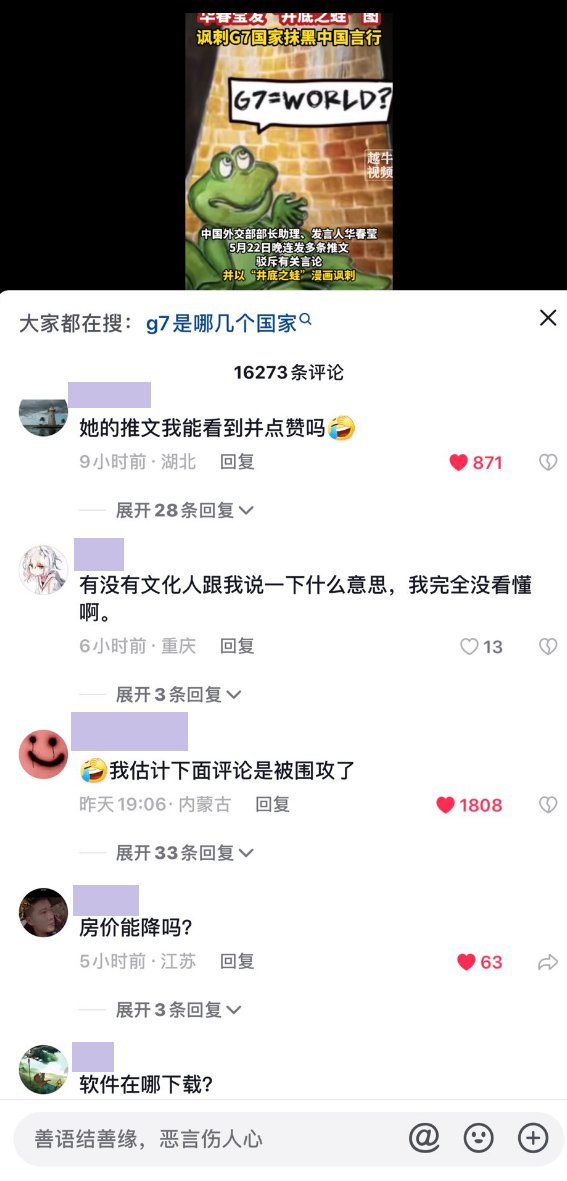 华春莹发“井底之蛙”图
讽刺G7国家抹黑中国言行
G7=WORLD?
越牛
视频
中国外交部部长助理、发言人华春莹
5月22日晚连发多条推文
驳斥有关言论
并以“井底之蛙”漫画讽刺
大家都在搜：g7是哪几个国家
16273条评论
她的推文我能看到并点赞吗🤣
9小时前·湖北 回复
871
展开28条回复
有没有文化人跟我说一下什么意思，我完全没看懂
啊。
6小时前·重庆 回复
13
展开3条回复
🤣我估计下面评论是被围攻了
昨天19:06·内蒙古 回复
1808
展开33条回复
房价能降吗？
5小时前·江苏 回复
63
展开3条回复
软件在哪下载？
善语结善缘，恶言伤人心